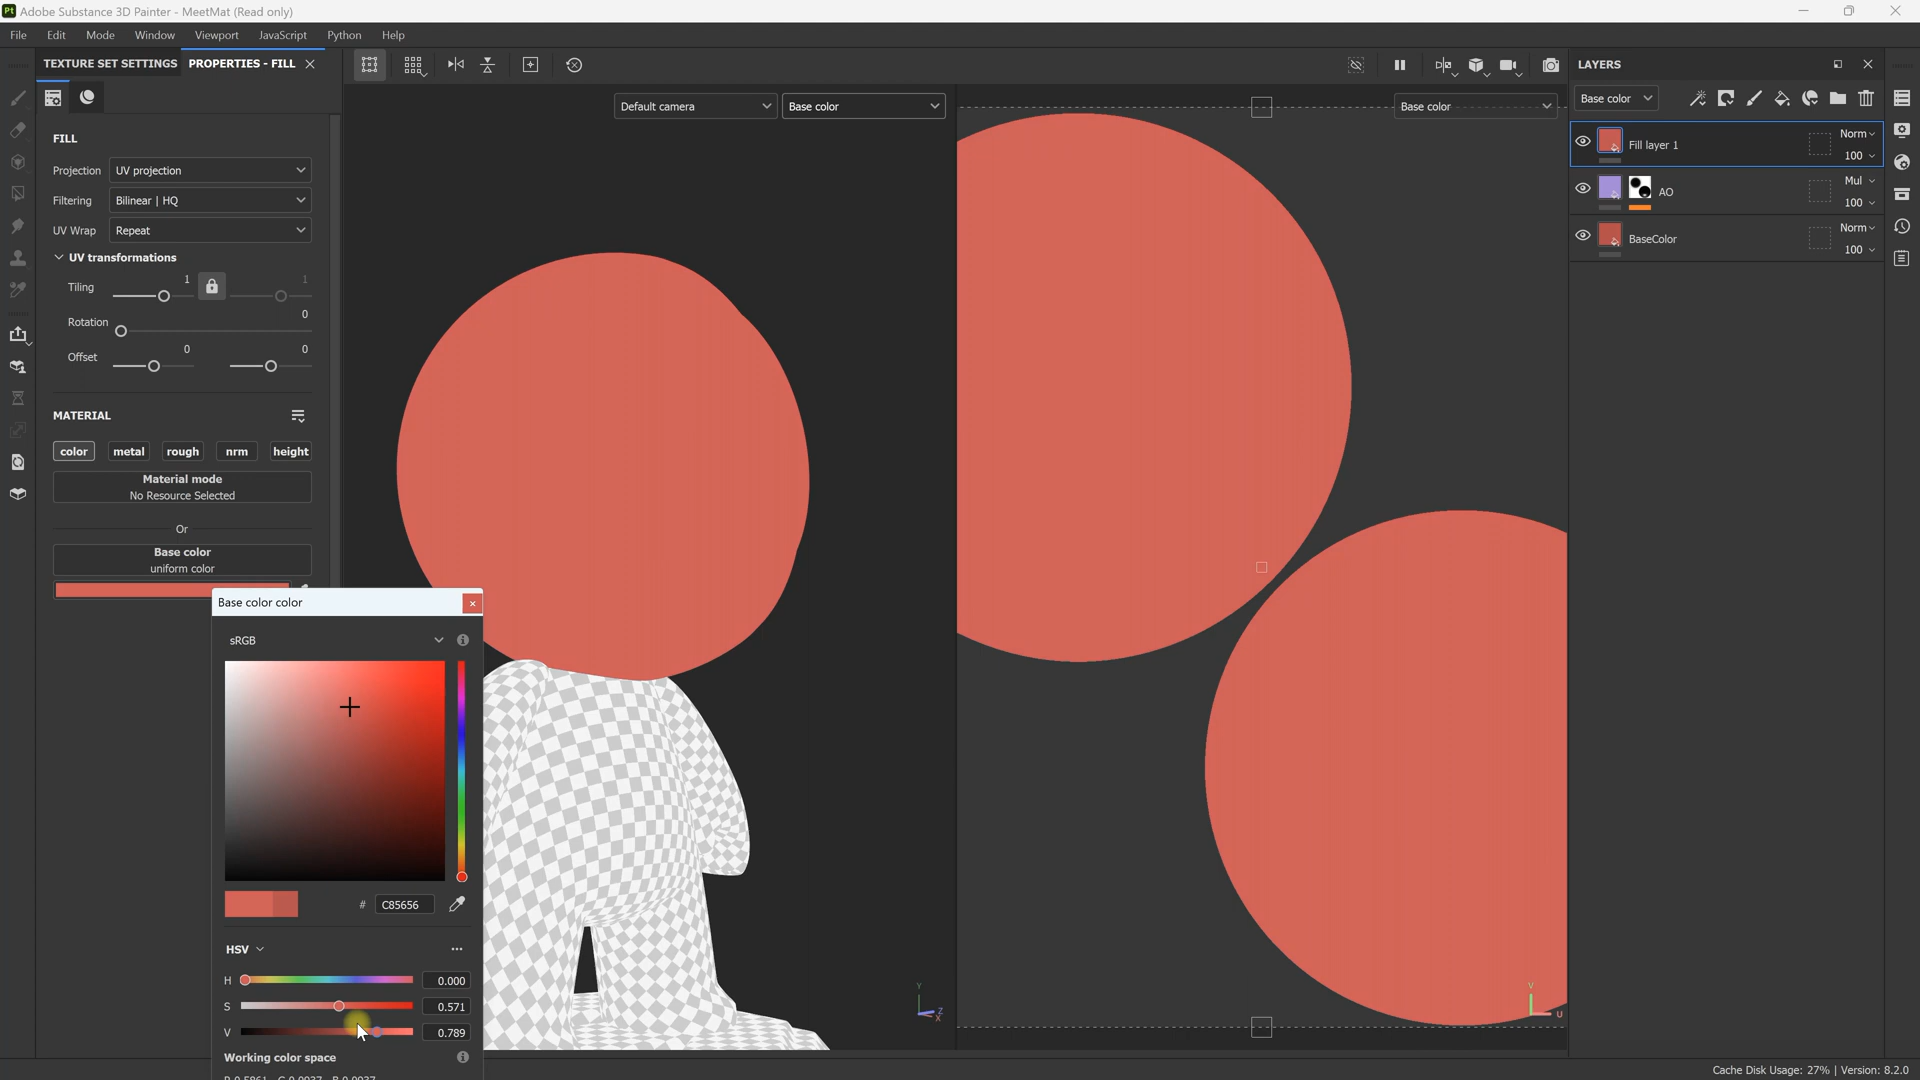 Pt Adobe Substance 3D Painter - MeetMat (Read only)
File Edit Mode Window Viewport JavaScript Python Help
TEXTURE SET SETTINGS PROPERTIES - FILL
FILL
Projection UV projection
Filtering Bilinear | HQ
UV Wrap Repeat
UV transformations
Tiling 1 1
Rotation 0
Offset 0 0
MATERIAL
color metal rough nrm height
Material mode
No Resource Selected
Or
Base color
uniform color
Base color color
sRGB
# C85656
HSV
H 0.000
S 0.571
V 0.789
Working color space
Default camera
Base color
Y
Z
X
Base color
V
U
LAYERS
Base color
Fill layer 1 Norm 100
AO Mul 100
BaseColor Norm 100
Cache Disk Usage: 27% | Version: 8.2.0